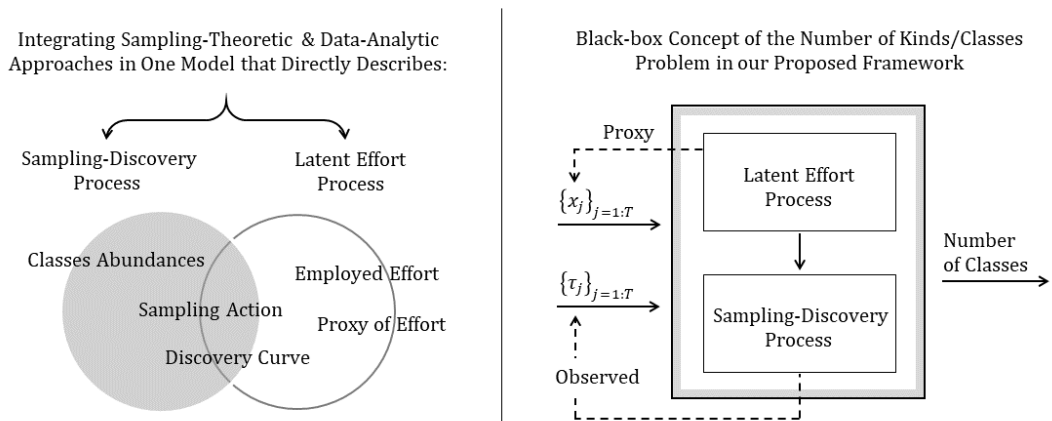 Integrating Sampling-Theoretic & Data-Analytic
Approaches in One Model that Directly Describes:
Sampling-Discovery
Process
Latent Effort
Process
Classes Abundances
Employed Effort
Sampling Action
Proxy of Effort
Discovery Curve
Black-box Concept of the Number of Kinds/Classes
Problem in our Proposed Framework
Proxy
Latent Effort
Process
{x_j}_{j=1:T}
Number
of Classes
{τ_j}_{j=1:T}
Sampling-Discovery
Process
Observed